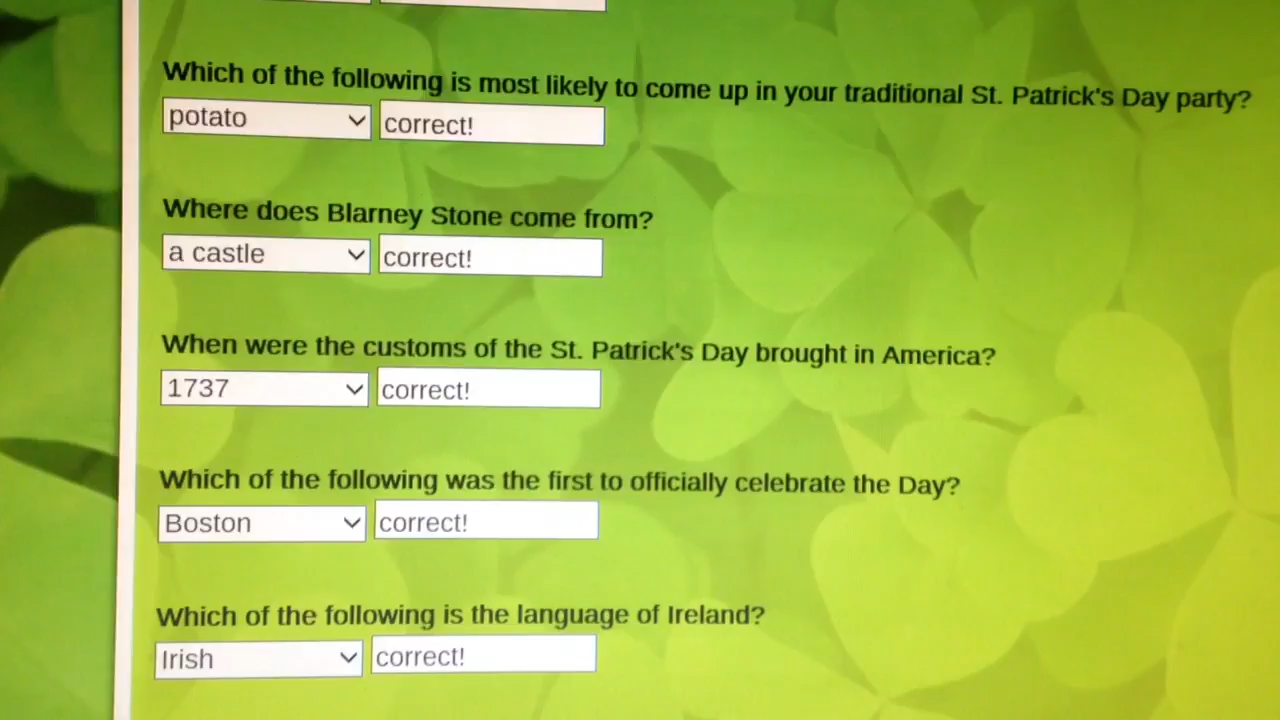 Which of the following is most likely to come up in your traditional St. Patrick's Day party?
potato correct!
Where does Blarney Stone come from?
a castle correct!
When were the customs of the St. Patrick's Day brought in America?
1737 correct!
Which of the following was the first to officially celebrate the Day?
Boston correct!
Which of the following is the language of Ireland?
Irish correct!